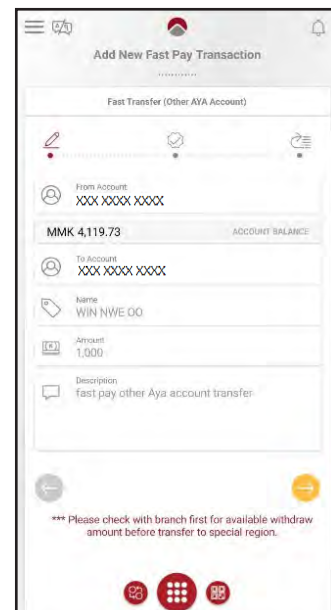 Add New Fast Pay Transaction
Fast Transfer (Other AYA Account)
From Account
XXX XXXX XXXX
MMK 4,119.73 ACCOUNT BALANCE
To Account
XXX XXXX XXXX
Name
WIN NWE OO
Amount
1,000
Description
fast pay other Aya account transfer
*** Please check with branch first for available withdraw
amount before transfer to special region.